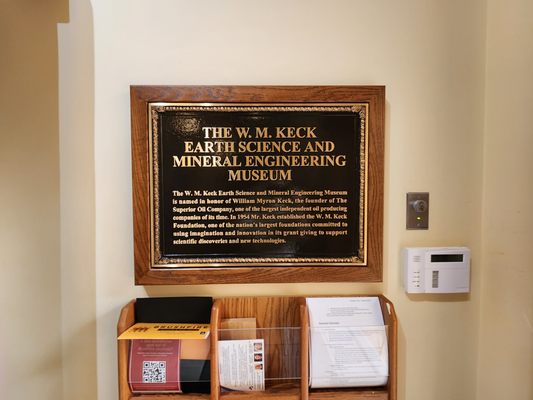 THE W. M. KECK
EARTH SCIENCE AND
MINERAL ENGINEERING
MUSEUM
The W. M. Keck Earth Science and Mineral Engineering Museum
is named in honor of William Myron Keck, the founder of The
Superior Oil Company, one of the largest independent oil producing
companies of its time. In 1954 Mr. Keck established the W. M. Keck
Foundation, one of the nation's largest foundations committed to
using imagination and innovation in its grant giving to support
scientific discoveries and new technologies.
BRUSHFIRE